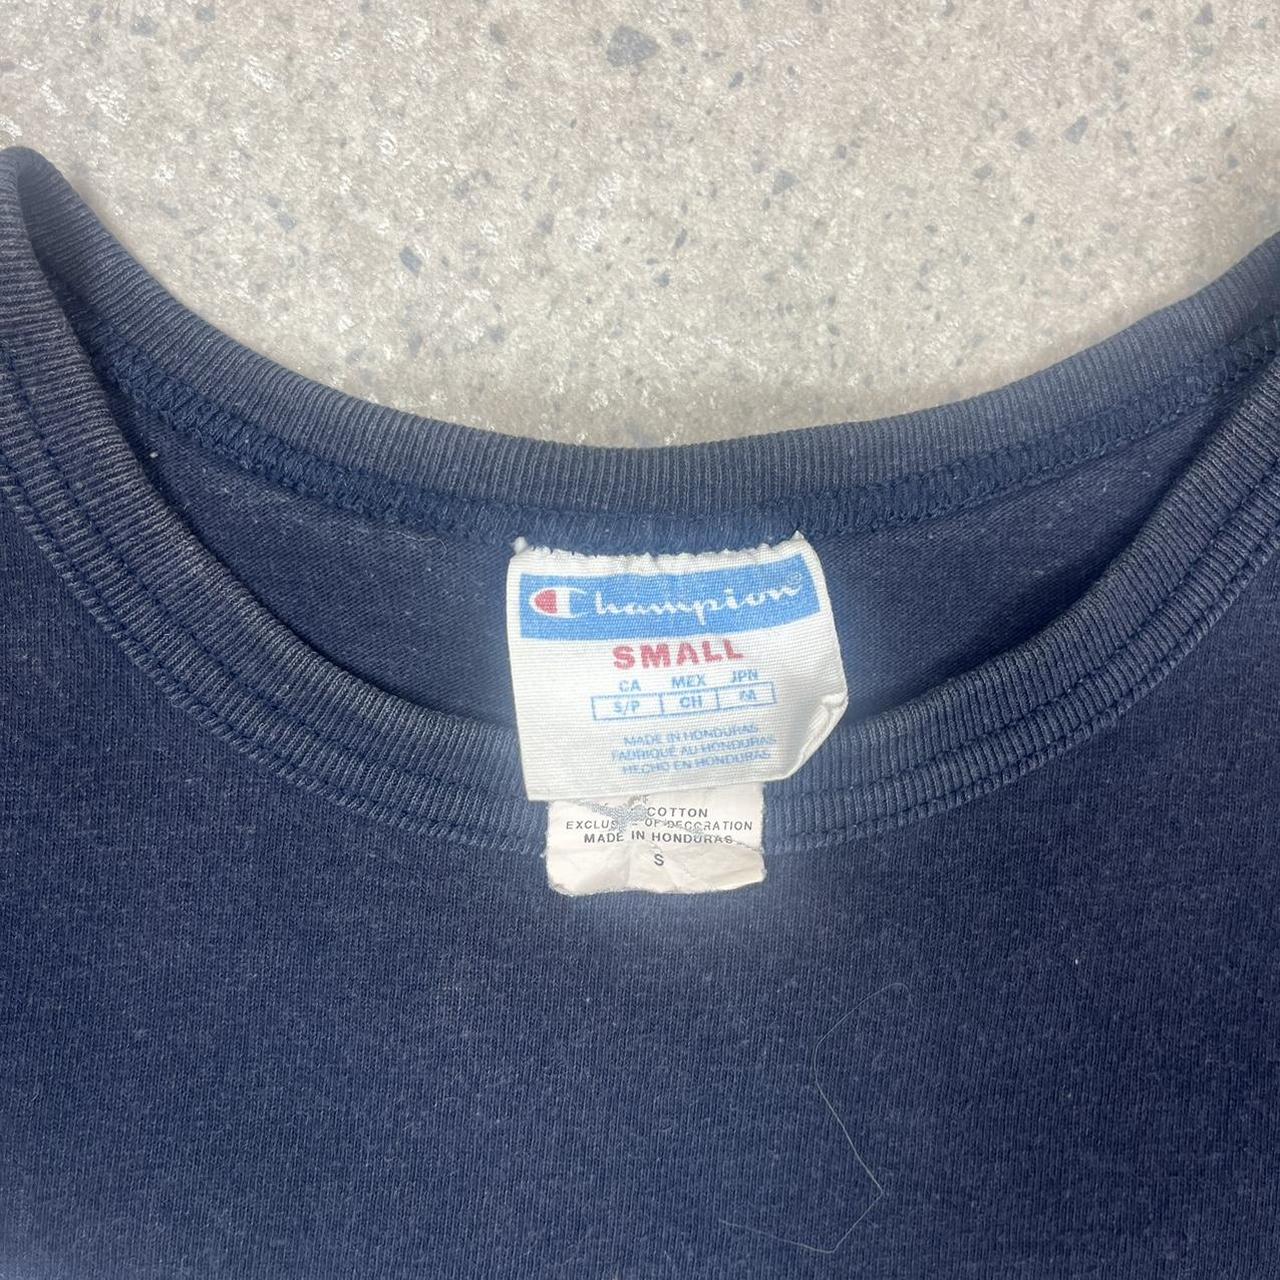 Champion®
SMALL
CA MEX JPN
S/P CH M
MADE IN HONDURAS
FABRIQUÉ AU HONDURAS
HECHO EN HONDURAS
COTTON
EXCLUSIVE OF DECORATION
MADE IN HONDURAS
S